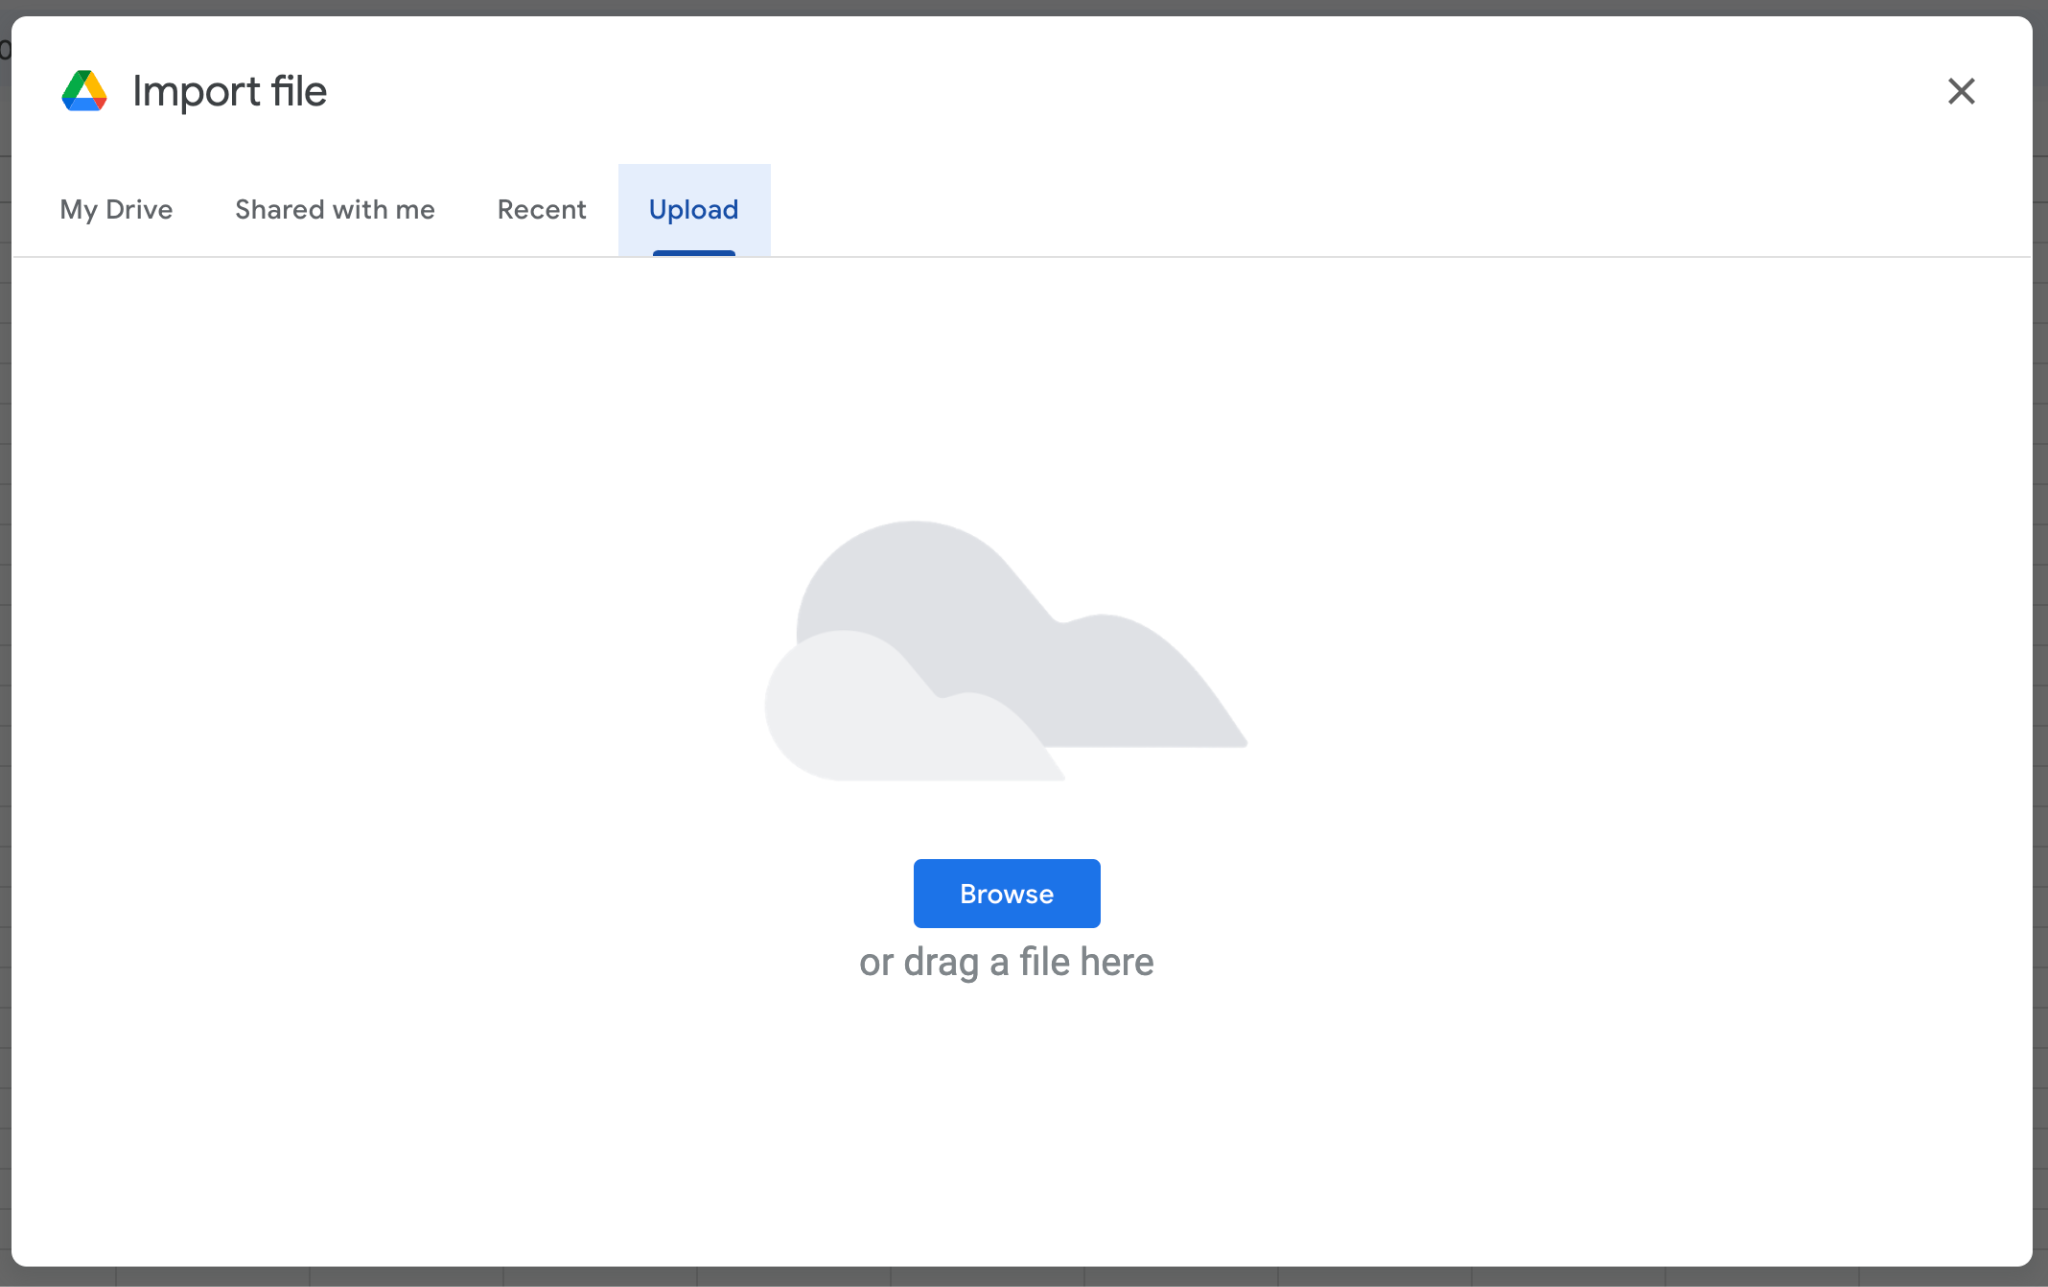 Import file
My Drive Shared with me Recent Upload
Browse
or drag a file here